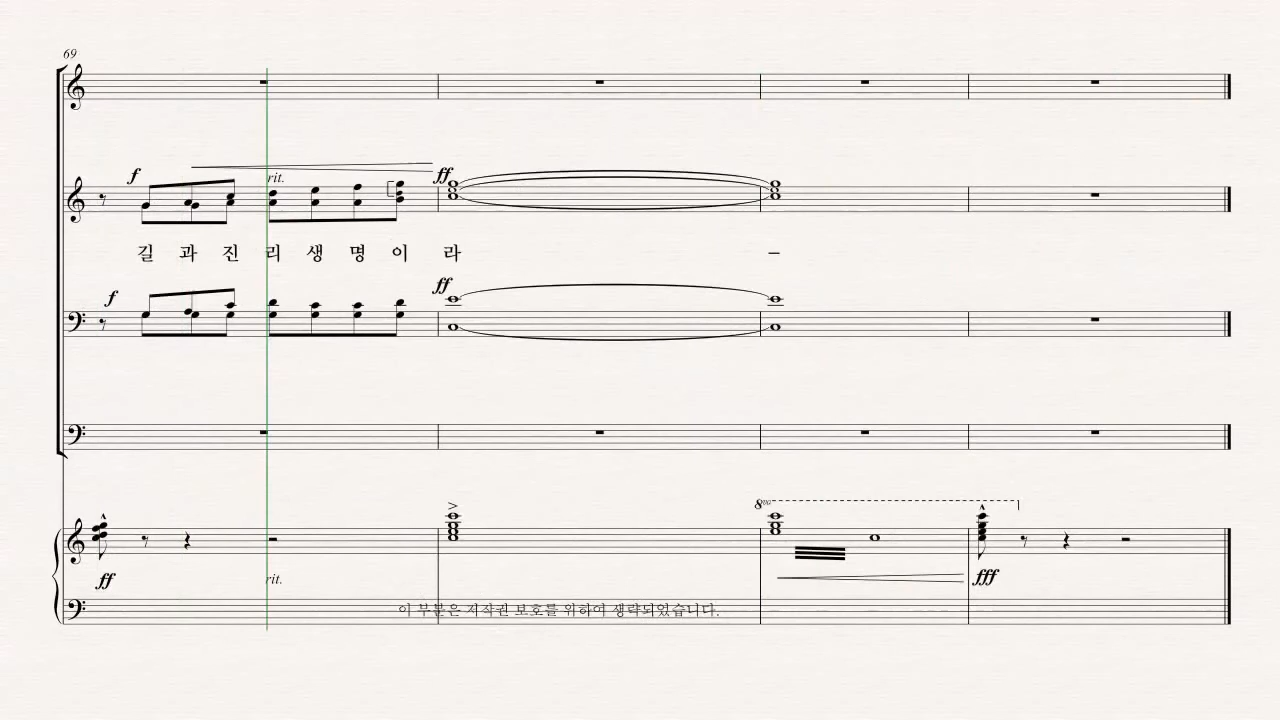 69
f
ff
rit.
길 과 진 리 생 명 이 라 –
f
ff
8va
ff
rit.
fff
이 부분은 저작권 보호를 위하여 생략되었습니다.